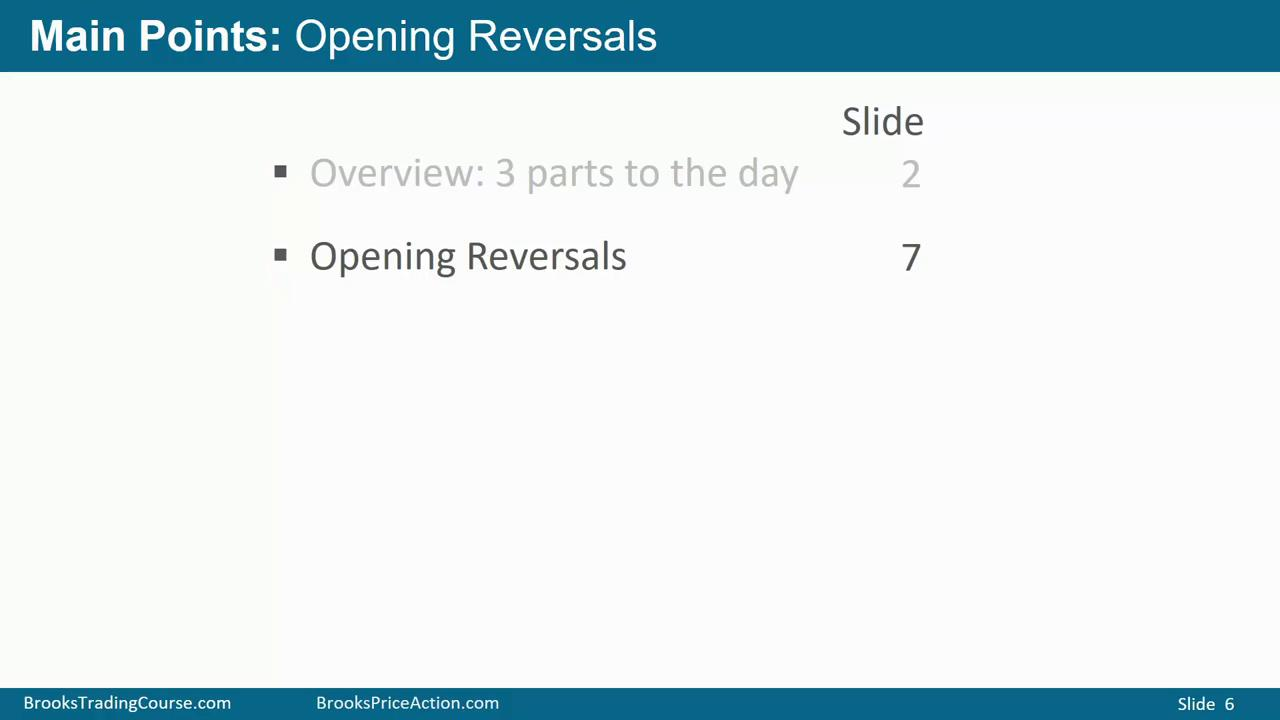 Main Points: Opening Reversals
Slide
▪ Overview: 3 parts to the day 2
▪ Opening Reversals 7
BrooksTradingCourse.com BrooksPriceAction.com Slide 6